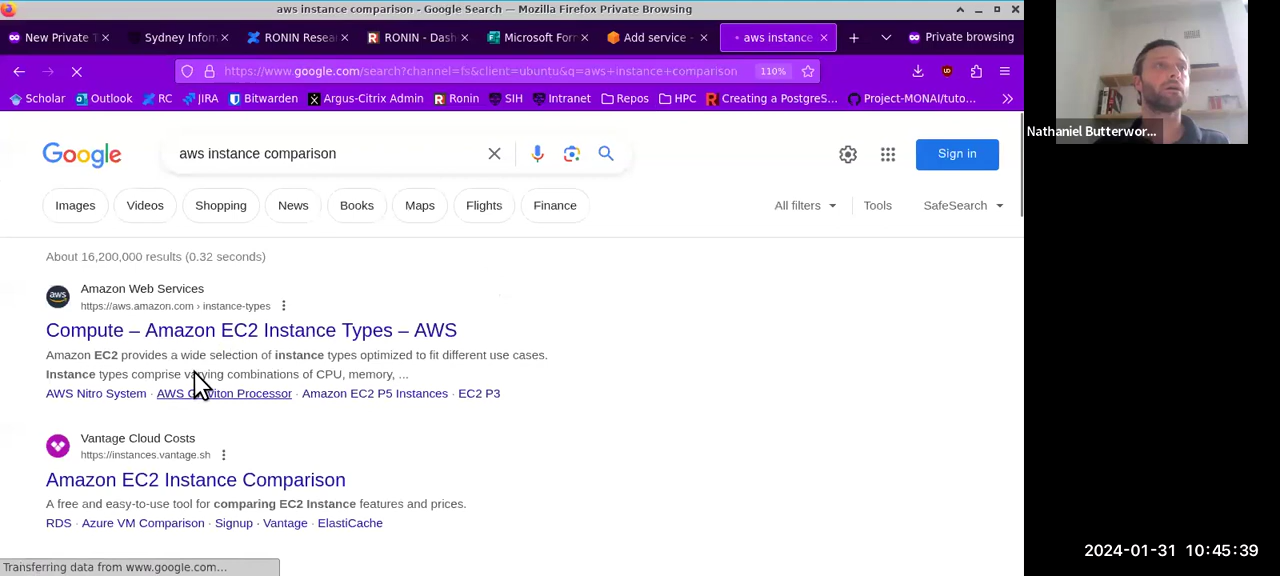 aws instance comparison - Google Search — Mozilla Firefox Private Browsing
New Private T
Sydney Inforn
RONIN Resea
RONIN - Dash
Microsoft Forr
Add service -
aws instance
Private browsing
https://www.google.com/search?channel=fs&client=ubuntu&q=aws+instance+comparison
110%
Scholar
Outlook
RC
JIRA
Bitwarden
Argus-Citrix Admin
Ronin
SIH
Intranet
Repos
HPC
Creating a PostgreS...
Project-MONAI/tuto...
Google
aws instance comparison
Sign in
Images
Videos
Shopping
News
Books
Maps
Flights
Finance
All filters
Tools
SafeSearch
About 16,200,000 results (0.32 seconds)
aws
Amazon Web Services
https://aws.amazon.com › instance-types
Compute – Amazon EC2 Instance Types – AWS
Amazon EC2 provides a wide selection of instance types optimized to fit different use cases.
Instance types comprise varying combinations of CPU, memory, ...
AWS Nitro System · AWS Graviton Processor · Amazon EC2 P5 Instances · EC2 P3
Vantage Cloud Costs
https://instances.vantage.sh
Amazon EC2 Instance Comparison
A free and easy-to-use tool for comparing EC2 Instance features and prices.
RDS · Azure VM Comparison · Signup · Vantage · ElastiCache
Transferring data from www.google.com...
Nathaniel Butterwor...
2024-01-31 10:45:39